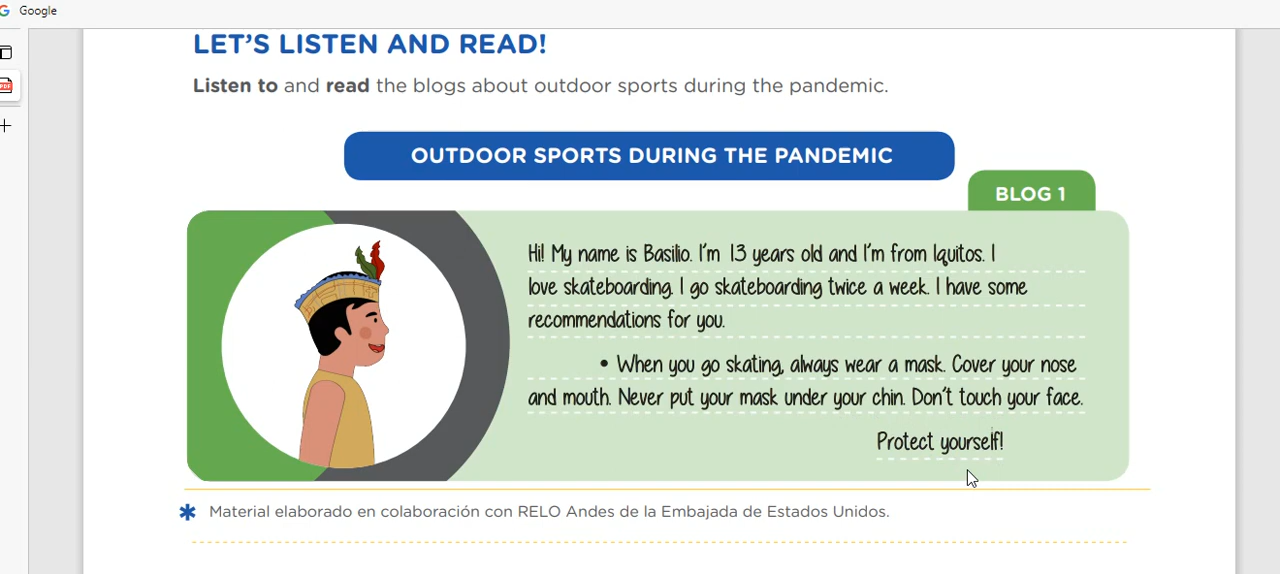 Google
LET'S LISTEN AND READ!
Listen to and read the blogs about outdoor sports during the pandemic.
OUTDOOR SPORTS DURING THE PANDEMIC
BLOG 1
Hi! My name is Basilio. I'm 13 years old and I'm from Iquitos. I
love skateboarding. I go skateboarding twice a week. I have some
recommendations for you.
• When you go skating, always wear a mask. Cover your nose
and mouth. Never put your mask under your chin. Don't touch your face.
Protect yourself!
* Material elaborado en colaboración con RELO Andes de la Embajada de Estados Unidos.